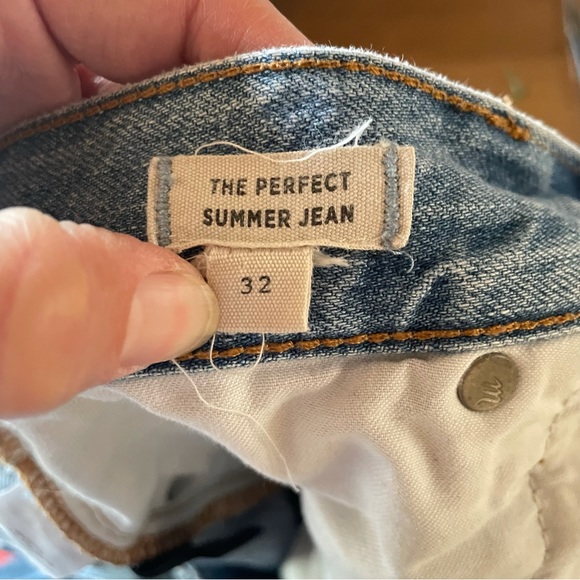 THE PERFECT
SUMMER JEAN
32